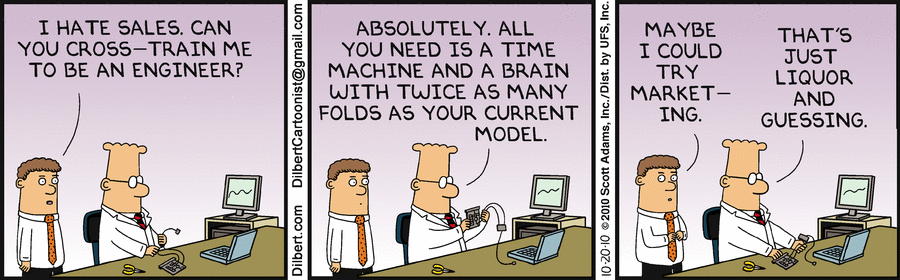 I HATE SALES. CAN
YOU CROSS—TRAIN ME
TO BE AN ENGINEER?
Dilbert.com DilbertCartoonist@gmail.com
ABSOLUTELY. ALL
YOU NEED IS A TIME
MACHINE AND A BRAIN
WITH TWICE AS MANY
FOLDS AS YOUR CURRENT
MODEL.
10-20-10 ©2010 Scott Adams, Inc./Dist. by UFS, Inc.
MAYBE
I COULD
TRY
MARKET—
ING.
THAT'S
JUST
LIQUOR
AND
GUESSING.